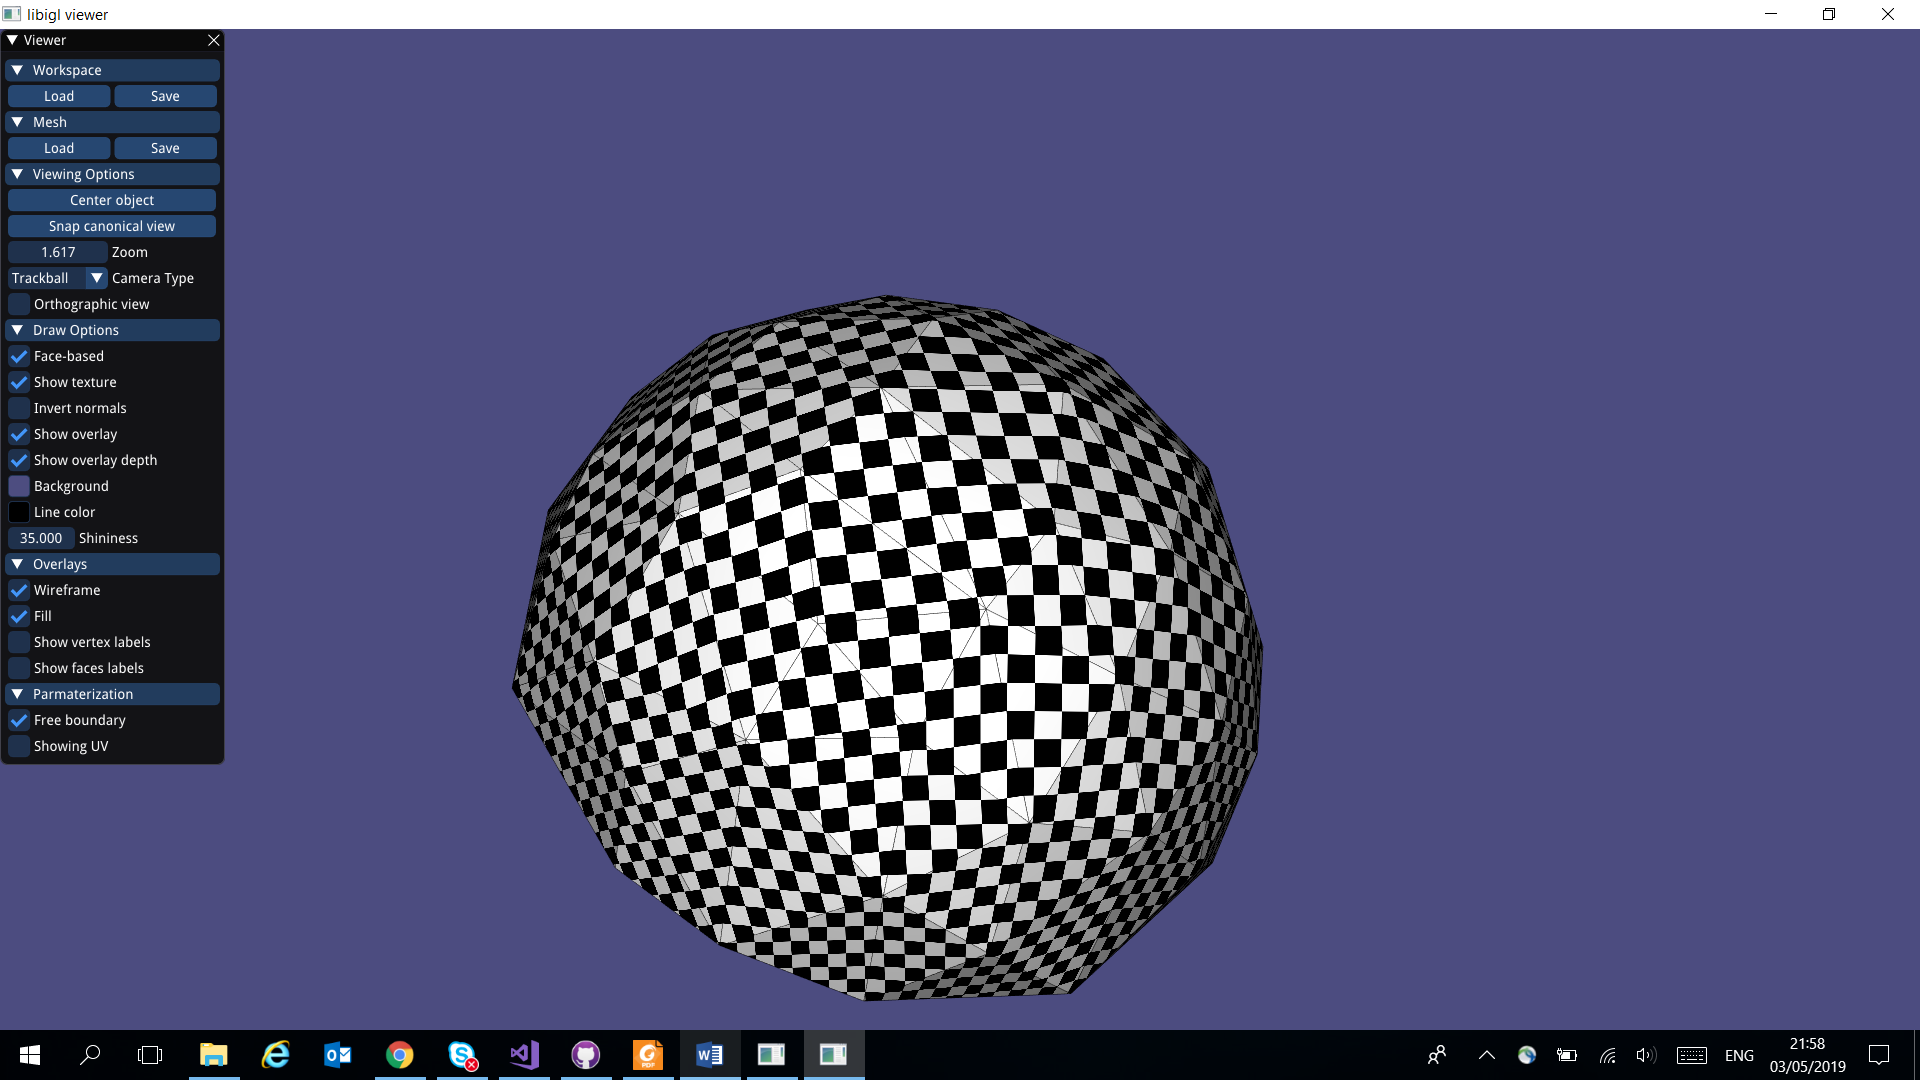 libigl viewer
Viewer
Workspace
Load Save
Mesh
Load Save
Viewing Options
Center object
Snap canonical view
1.617 Zoom
Trackball Camera Type
Orthographic view
Draw Options
Face-based
Show texture
Invert normals
Show overlay
Show overlay depth
Background
Line color
35.000 Shininess
Overlays
Wireframe
Fill
Show vertex labels
Show faces labels
Parmaterization
Free boundary
Showing UV
PDF
ENG
21:58
03/05/2019